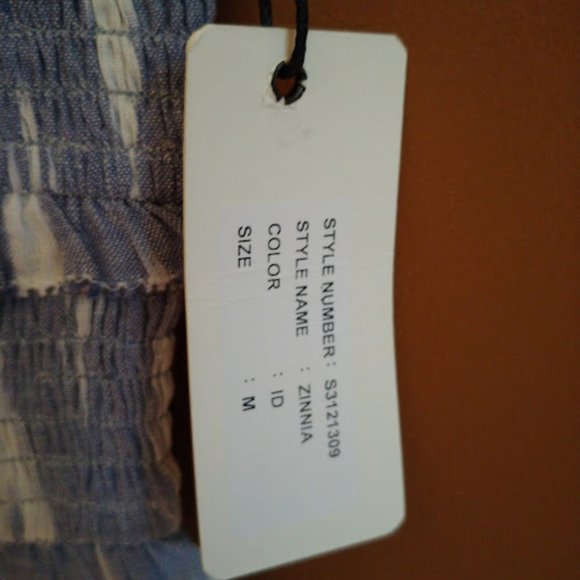 STYLE NUMBER : S3121309
STYLE NAME : ZINNIA
COLOR : ID
SIZE : M